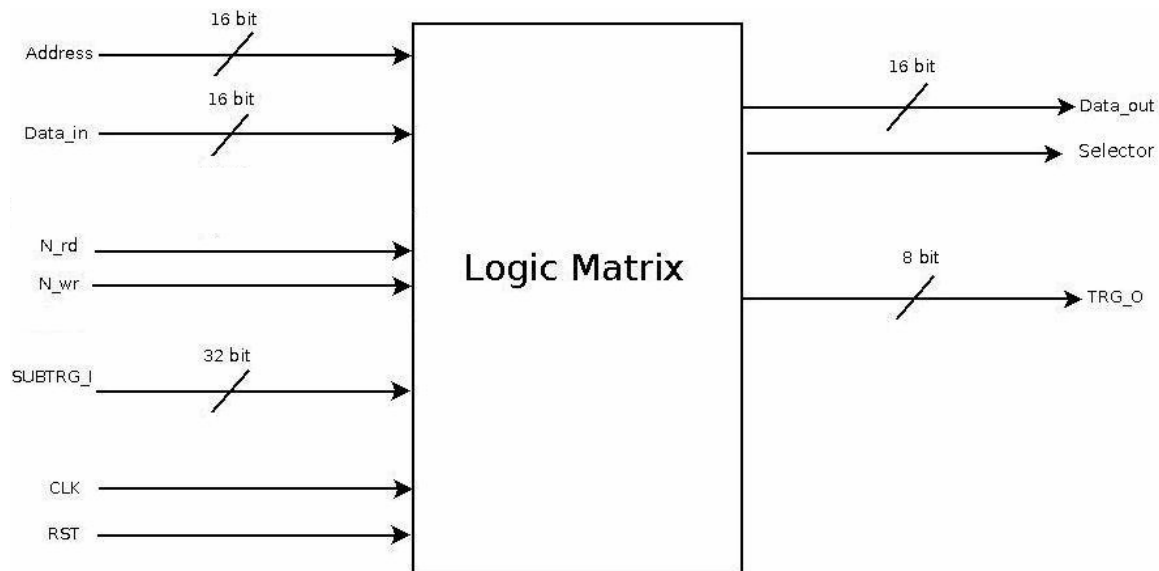 16 bit
Address
16 bit
Data_in
N_rd
N_wr
32 bit
SUBTRG_I
CLK
RST
Logic Matrix
16 bit
Data_out
Selector
8 bit
TRG_O